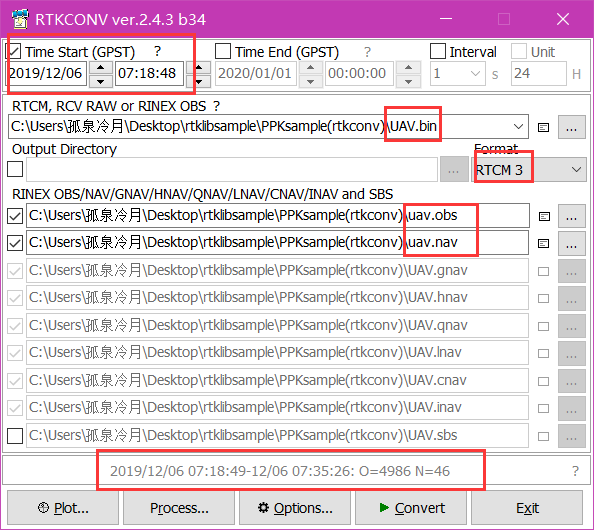 RTKCONV ver.2.4.3 b34
Time Start (GPST) ? Time End (GPST) ? Interval Unit
2019/12/06 07:18:48 2020/01/01 00:00:00 1 s 24 H
RTCM, RCV RAW or RINEX OBS ?
C:\Users\孤泉冷月\Desktop\rtklibsample\PPKsample(rtkconv)\UAV.bin ...
Output Directory Format
... RTCM 3
RINEX OBS/NAV/GNAV/HNAV/QNAV/LNAV/CNAV/INAV and SBS
C:\Users\孤泉冷月\Desktop\rtklibsample\PPKsample(rtkconv)\uav.obs ...
C:\Users\孤泉冷月\Desktop\rtklibsample\PPKsample(rtkconv)\uav.nav ...
C:\Users\孤泉冷月\Desktop\rtklibsample\PPKsample(rtkconv)\UAV.gnav ...
C:\Users\孤泉冷月\Desktop\rtklibsample\PPKsample(rtkconv)\UAV.hnav ...
C:\Users\孤泉冷月\Desktop\rtklibsample\PPKsample(rtkconv)\UAV.qnav ...
C:\Users\孤泉冷月\Desktop\rtklibsample\PPKsample(rtkconv)\UAV.lnav ...
C:\Users\孤泉冷月\Desktop\rtklibsample\PPKsample(rtkconv)\UAV.cnav ...
C:\Users\孤泉冷月\Desktop\rtklibsample\PPKsample(rtkconv)\UAV.inav ...
C:\Users\孤泉冷月\Desktop\rtklibsample\PPKsample(rtkconv)\UAV.sbs ...
2019/12/06 07:18:49-12/06 07:35:26: O=4986 N=46 ?
Plot... Process... Options... Convert Exit